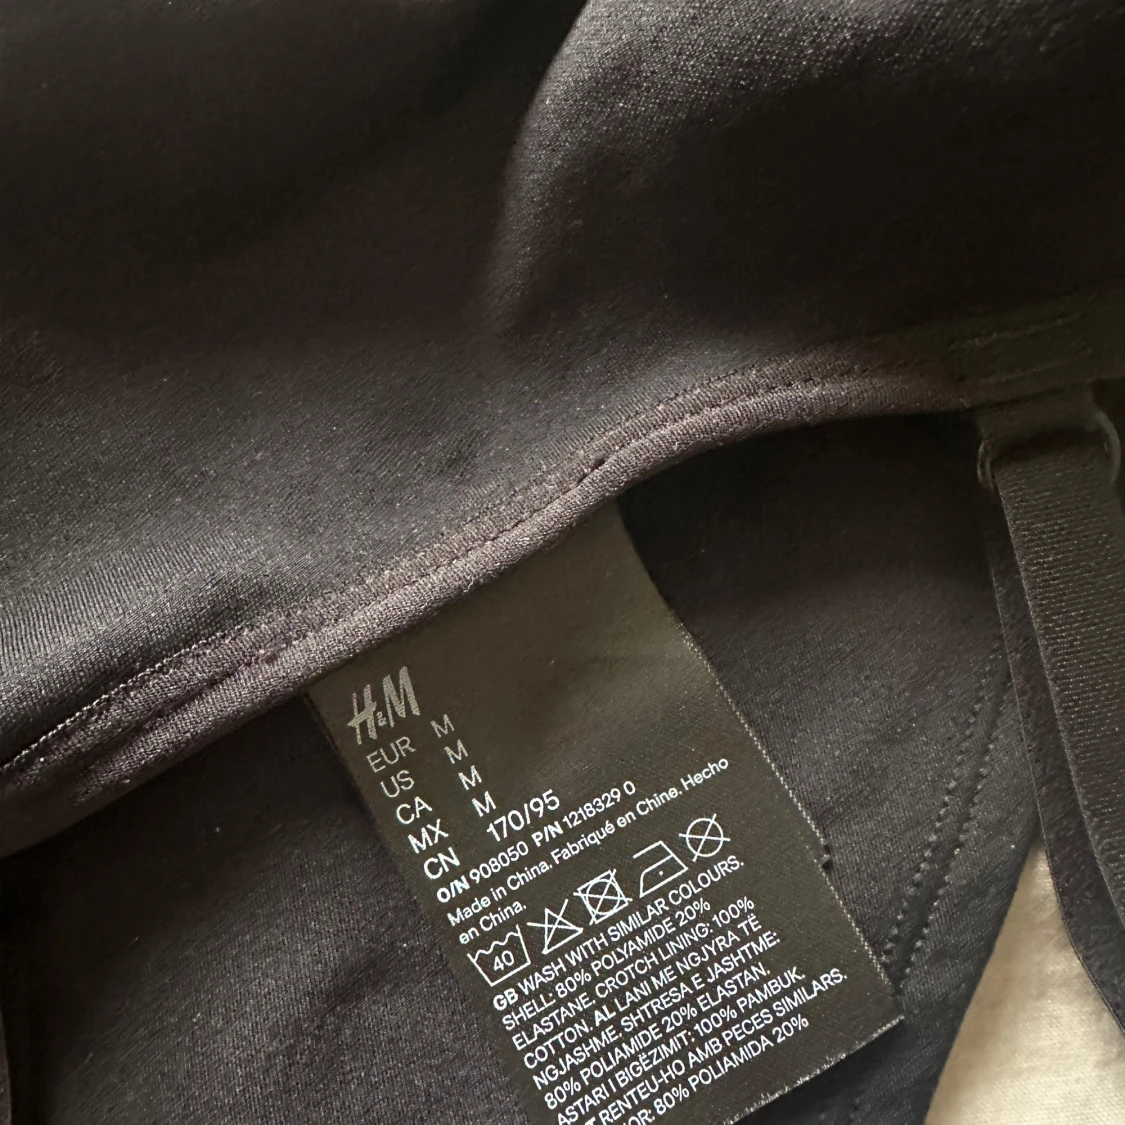 H&M
EUR M
US M
CA M
MX M
CN 170/95
O/N 908050 P/N 1218329 0
Made in China. Fabriqué en Chine. Hecho
en China.
40
GB WASH WITH SIMILAR COLOURS.
SHELL: 80% POLYAMIDE 20%
ELASTANE. CROTCH LINING: 100%
COTTON. AL LANI ME NGJYRA TË
NGJASHME. SHTRESA E JASHTME:
80% POLIAMIDE 20% ELASTAN.
ASTARI I BIGËZIMIT: 100% PAMBUK.
RENTEU-HO AMB PECES SIMILARS.
80% POLIAMIDA 20%